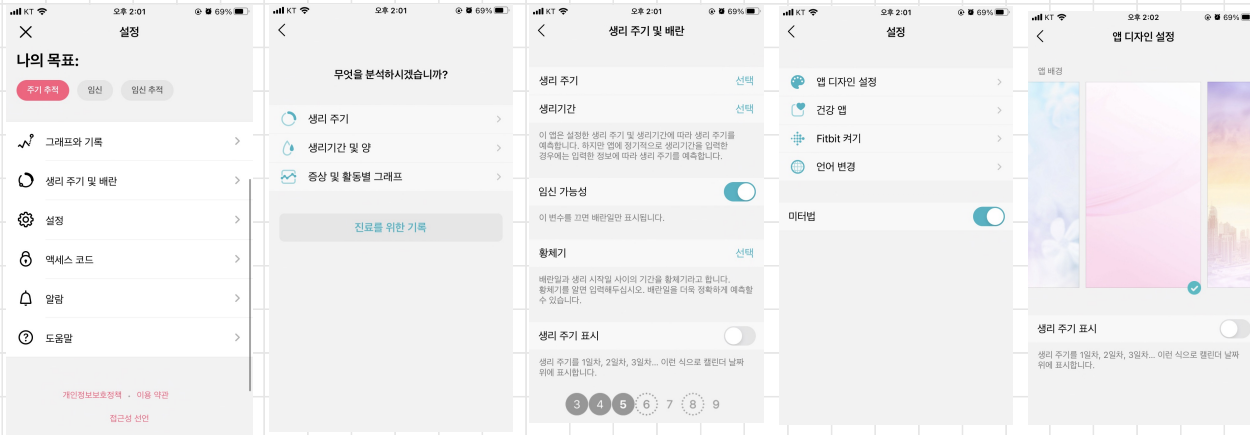 KT 오후 2:01 69%
설정
나의 목표:
주기 추적 임신 임신 추적
그래프와 기록
생리 주기 및 배란
설정
액세스 코드
알람
도움말
개인정보보호정책 · 이용 약관
접근성 선언
KT 오후 2:01 69%
무엇을 분석하시겠습니까?
생리 주기
생리기간 및 양
증상 및 활동별 그래프
진료를 위한 기록
KT 오후 2:01 69%
생리 주기 및 배란
생리 주기 선택
생리기간 선택
이 앱은 설정한 생리 주기 및 생리기간에 따라 생리 주기를
예측합니다. 하지만 앱에 정기적으로 생리기간을 입력한
경우에는 입력한 정보에 따라 생리 주기를 예측합니다.
임신 가능성
이 변수를 끄면 배란일만 표시됩니다.
황체기 선택
배란일과 생리 시작일 사이의 기간을 황체기라고 합니다.
황체기를 알면 입력해두십시오. 배란일을 더욱 정확하게 예측할
수 있습니다.
생리 주기 표시
생리 주기를 1일차, 2일차, 3일차... 이런 식으로 캘린더 날짜
위에 표시합니다.
3 4 5 6 7 8 9
KT 오후 2:01 69%
설정
앱 디자인 설정
건강 앱
Fitbit 켜기
언어 변경
미터법
KT 오후 2:02 69%
앱 디자인 설정
앱 배경
생리 주기 표시
생리 주기를 1일차, 2일차, 3일차... 이런 식으로 캘린더 날짜
위에 표시합니다.